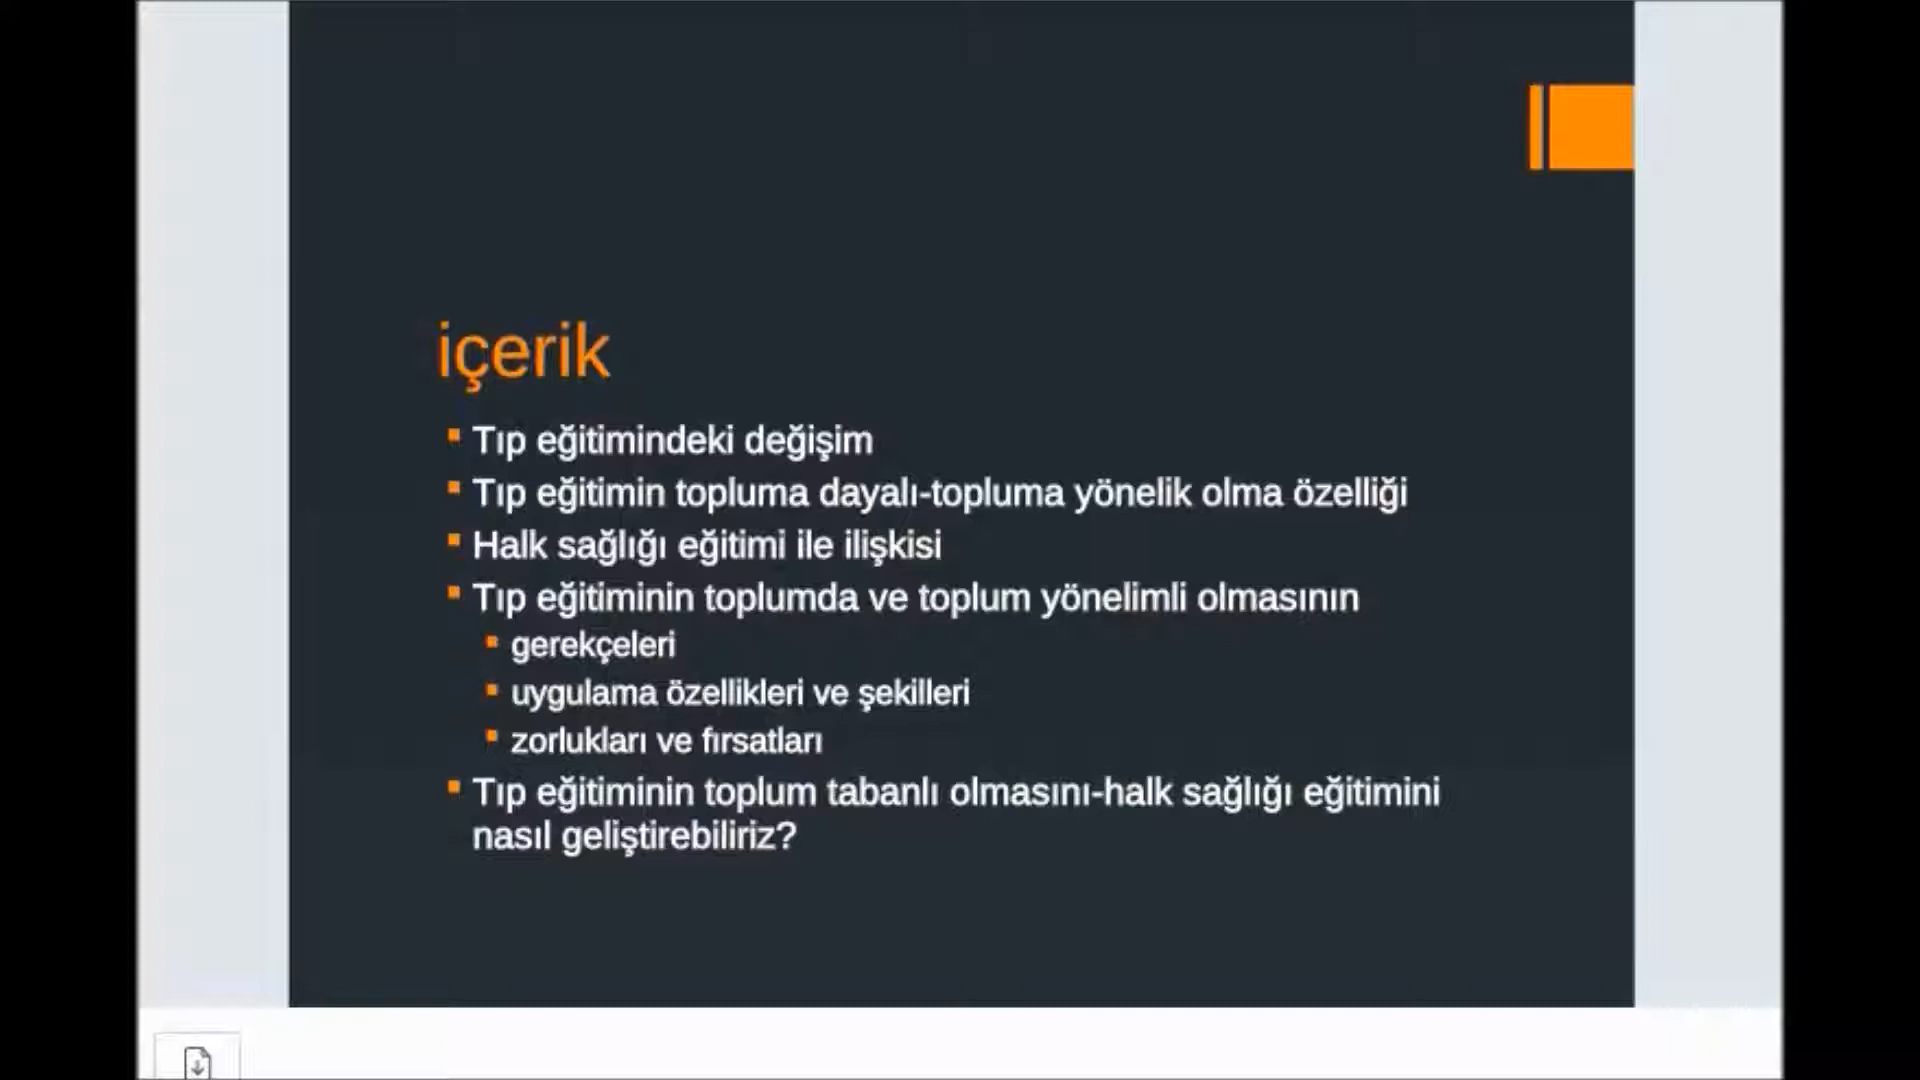 içerik
Tıp eğitimindeki değişim
Tıp eğitimin topluma dayalı-topluma yönelik olma özelliği
Halk sağlığı eğitimi ile ilişkisi
Tıp eğitiminin toplumda ve toplum yönelimli olmasının
gerekçeleri
uygulama özellikleri ve şekilleri
zorlukları ve fırsatları
Tıp eğitiminin toplum tabanlı olmasını-halk sağlığı eğitimini
nasıl geliştirebiliriz?